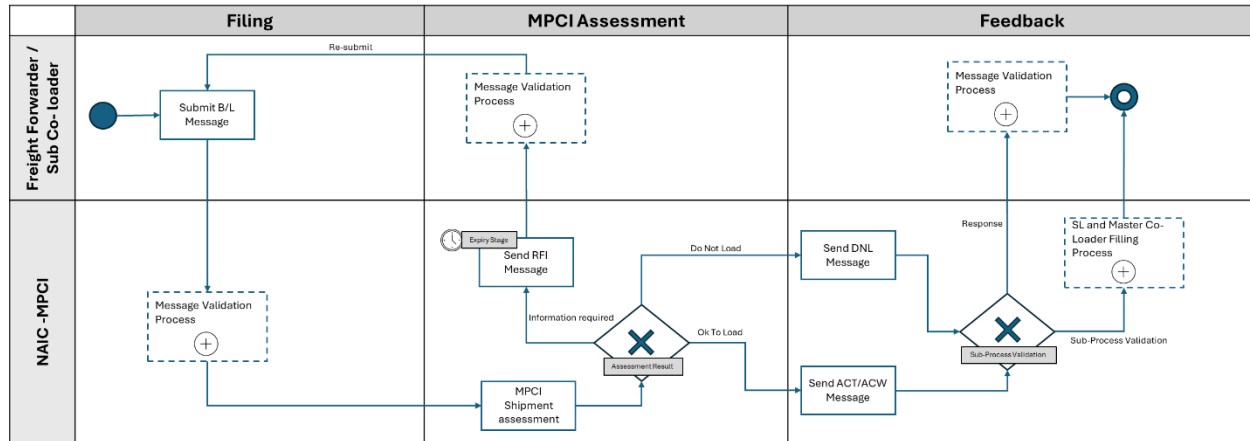 Filing
MPCI Assessment
Feedback
Freight Forwarder /
Sub Co- loader
Re-submit
Submit B/L
Message
Message Validation
Process
Message Validation
Process
NAIC -MPCI
Message Validation
Process
Expiry Stage
Send RFI
Message
Information required
Do Not Load
Ok To Load
Assessment Result
MPCI
Shipment
assessment
Send DNL
Message
Send ACT/ACW
Message
Response
Sub-Process Validation
SL and Master Co-
Loader Filling
Process
Sub-Process Validation